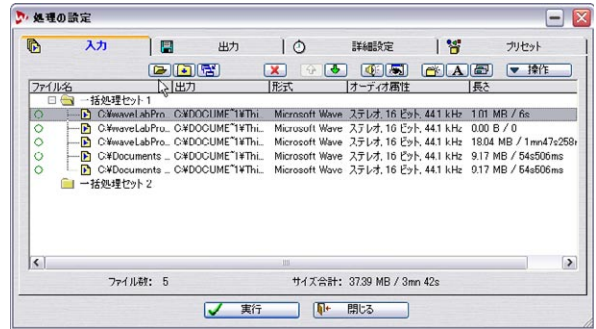 処理の設定
入力 出力 詳細設定 プリセット
A 操作
ファイル名 出力 形式 オーディオ属性 長さ
一括処理セット 1
C:¥waveLabPro... C:¥DOCUME~1¥Thi... Microsoft Wave ステレオ, 16 ビット, 44.1 kHz 1.01 MB / 6s
C:¥waveLabPro... C:¥DOCUME~1¥Thi... Microsoft Wave ステレオ, 16 ビット, 44.1 kHz 0.00 B / 0
C:¥waveLabPro... C:¥DOCUME~1¥Thi... Microsoft Wave ステレオ, 16 ビット, 44.1 kHz 18.04 MB / 1mn47s258r
C:¥Documents ... C:¥DOCUME~1¥Thi... Microsoft Wave ステレオ, 16 ビット, 44.1 kHz 9.17 MB / 54s506ms
C:¥Documents ... C:¥DOCUME~1¥Thi... Microsoft Wave ステレオ, 16 ビット, 44.1 kHz 9.17 MB / 54s506ms
一括処理セット 2
ファイル数: 5 サイズ合計: 37.39 MB / 3mn 42s
実行 閉じる